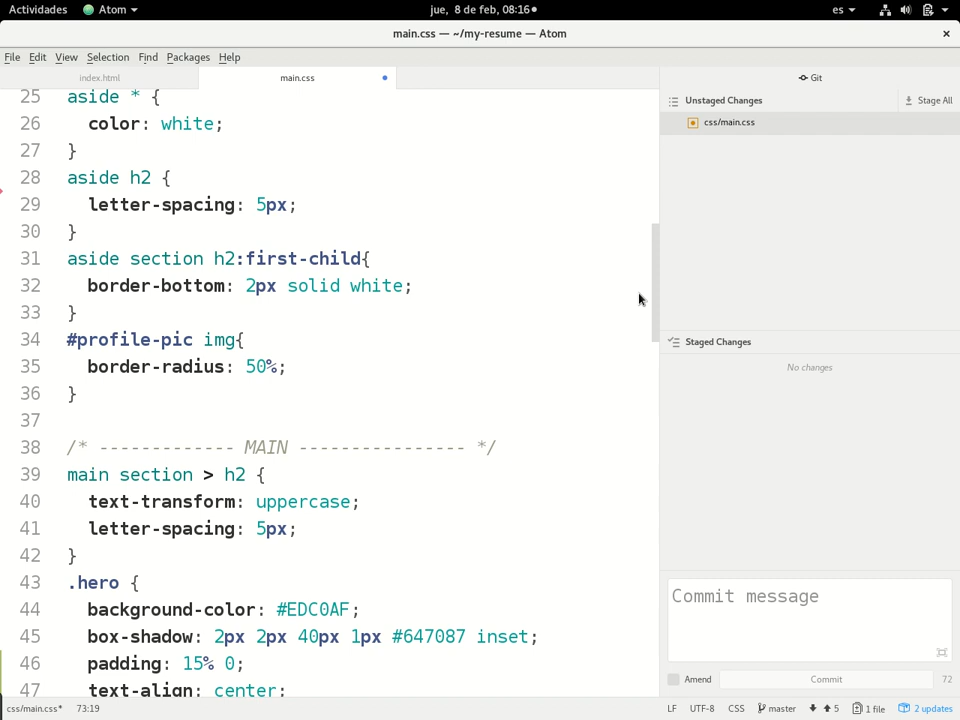 Actividades Atom jue, 8 de feb, 08:16 es
main.css — ~/my-resume — Atom
File Edit View Selection Find Packages Help
index.html main.css Git
Unstaged Changes Stage All
css/main.css
25 aside * {
26 color: white;
27 }
28 aside h2 {
29 letter-spacing: 5px;
30 }
31 aside section h2:first-child{
32 border-bottom: 2px solid white;
33 }
34 #profile-pic img{
35 border-radius: 50%;
36 }
37
38 /* ------------- MAIN ---------------- */
39 main section > h2 {
40 text-transform: uppercase;
41 letter-spacing: 5px;
42 }
43 .hero {
44 background-color: #EDC0AF;
45 box-shadow: 2px 2px 40px 1px #647087 inset;
46 padding: 15% 0;
47 text-align: center;
Staged Changes
No changes
Commit message
Amend Commit 72
css/main.css* 73:19 LF UTF-8 CSS master 5 1 file 2 updates